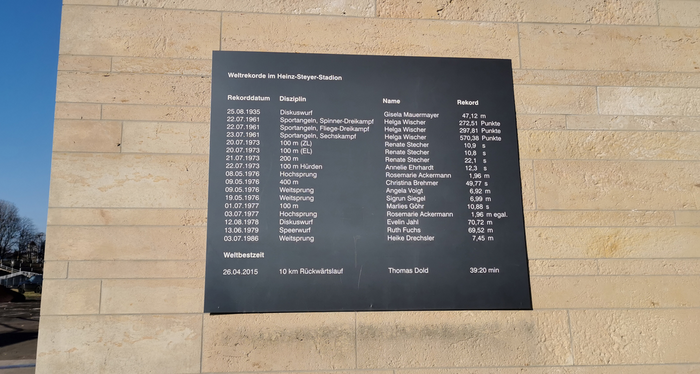 Weltrekorde im Heinz-Steyer-Stadion
Rekorddatum Disziplin Name Rekord
25.08.1935 Diskuswurf Gisela Mauermayer 47,12 m
22.07.1961 Sportangeln, Spinner-Dreikampf Helga Wischer 272,51 Punkte
22.07.1961 Sportangeln, Fliege-Dreikampf Helga Wischer 297,81 Punkte
23.07.1961 Sportangeln, Sechskampf Helga Wischer 570,38 Punkte
20.07.1973 100 m (ZL) Renate Stecher 10,9 s
20.07.1973 100 m (EL) Renate Stecher 10,8 s
21.07.1973 200 m Renate Stecher 22,1 s
22.07.1973 100 m Hürden Annelie Ehrhardt 12,3 s
08.05.1976 Hochsprung Rosemarie Ackermann 1,96 m
09.05.1976 400 m Christina Brehmer 49,77 s
09.05.1976 Weitsprung Angela Voigt 6,92 m
19.05.1976 Weitsprung Sigrun Siegel 6,99 m
01.07.1977 100 m Marlies Göhr 10,88 s
03.07.1977 Hochsprung Rosemarie Ackermann 1,96 m egal.
12.08.1978 Diskuswurf Evelin Jahl 70,72 m
13.06.1979 Speerwurf Ruth Fuchs 69,52 m
03.07.1986 Weitsprung Heike Drechsler 7,45 m
Weltbestzeit
26.04.2015 10 km Rückwärtslauf Thomas Dold 39:20 min